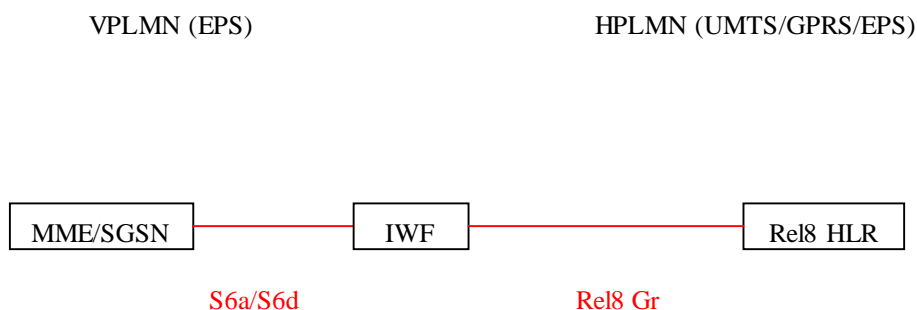 VPLMN (EPS) HPLMN (UMTS/GPRS/EPS)
MME/SGSN IWF Rel8 HLR
S6a/S6d Rel8 Gr